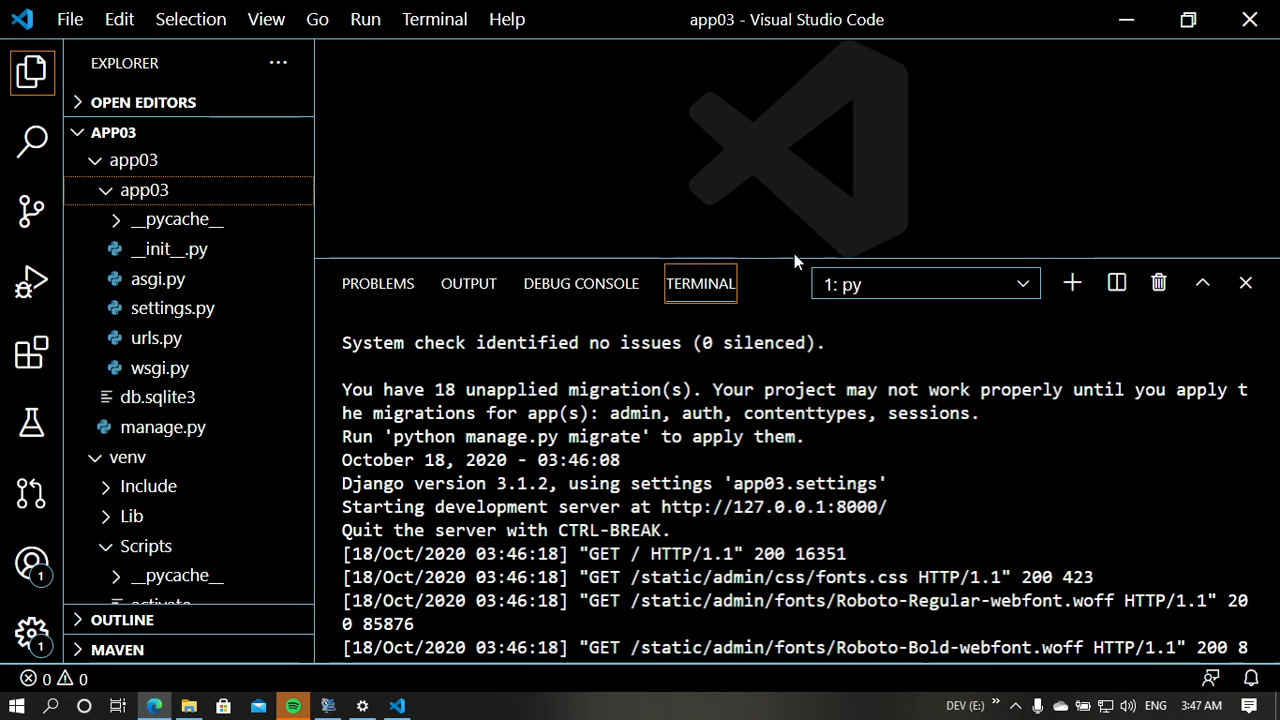 File Edit Selection View Go Run Terminal Help app03 - Visual Studio Code
EXPLORER
OPEN EDITORS
APP03
app03
app03
__pycache__
__init__.py
asgi.py
settings.py
urls.py
wsgi.py
db.sqlite3
manage.py
venv
Include
Lib
Scripts
__pycache__
activate
OUTLINE
MAVEN
1
1
PROBLEMS OUTPUT DEBUG CONSOLE TERMINAL 1: py
System check identified no issues (0 silenced).
You have 18 unapplied migration(s). Your project may not work properly until you apply t
he migrations for app(s): admin, auth, contenttypes, sessions.
Run 'python manage.py migrate' to apply them.
October 18, 2020 - 03:46:08
Django version 3.1.2, using settings 'app03.settings'
Starting development server at http://127.0.0.1:8000/
Quit the server with CTRL-BREAK.
[18/Oct/2020 03:46:18] "GET / HTTP/1.1" 200 16351
[18/Oct/2020 03:46:18] "GET /static/admin/css/fonts.css HTTP/1.1" 200 423
[18/Oct/2020 03:46:18] "GET /static/admin/fonts/Roboto-Regular-webfont.woff HTTP/1.1" 20
0 85876
[18/Oct/2020 03:46:18] "GET /static/admin/fonts/Roboto-Bold-webfont.woff HTTP/1.1" 200 8
0 0
DEV (E:) ENG 3:47 AM